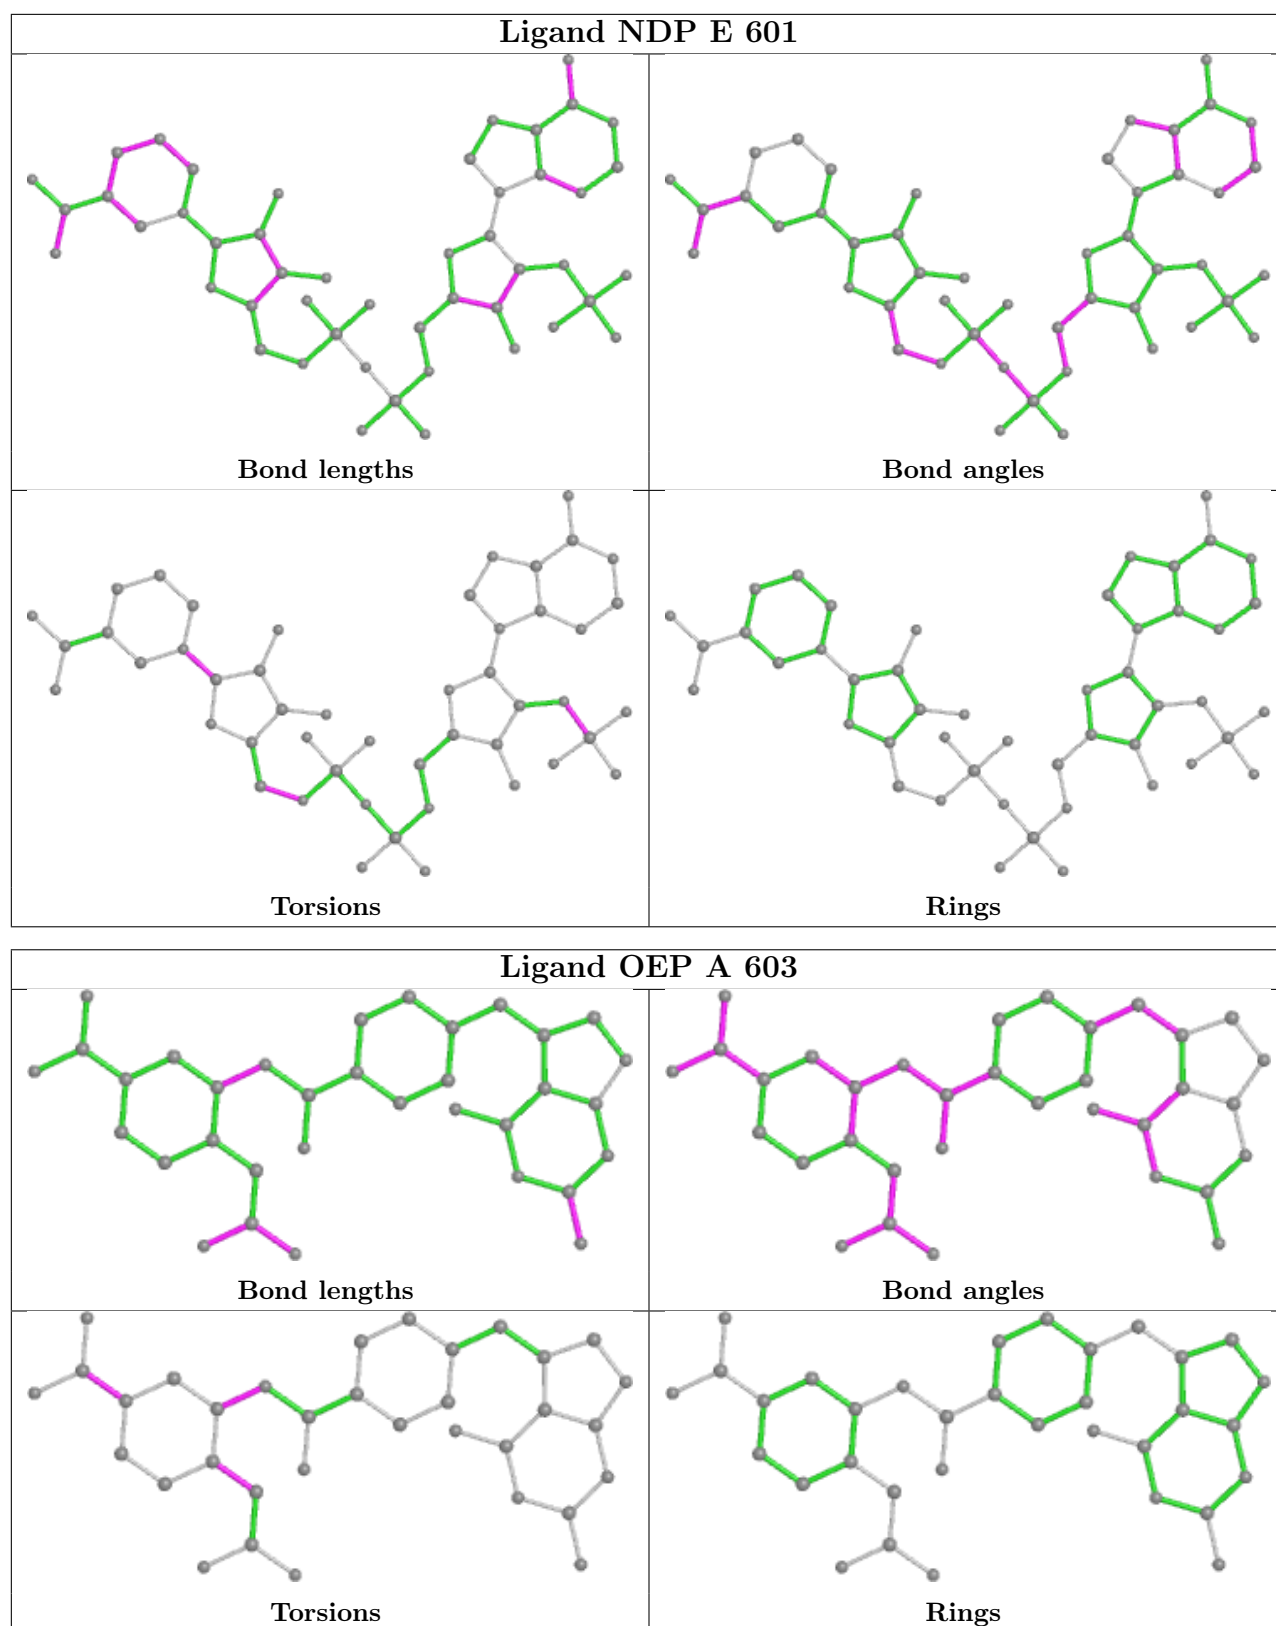 Ligand NDP E 601
Bond lengths
Bond angles
Torsions
Rings
Ligand OEP A 603
Bond lengths
Bond angles
Torsions
Rings